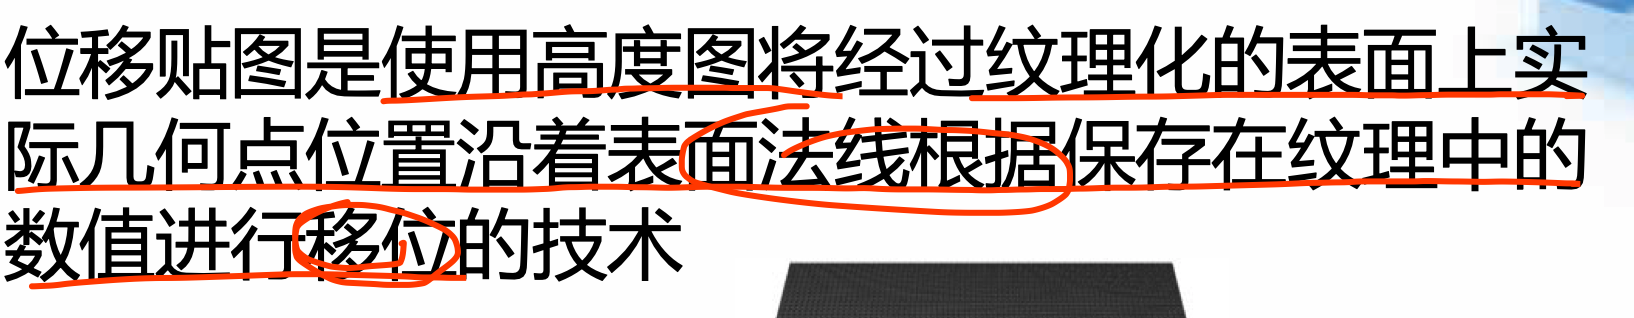 位移贴图是使用高度图将经过纹理化的表面上实
际几何点位置沿着表面法线根据保存在纹理中的
数值进行移位的技术